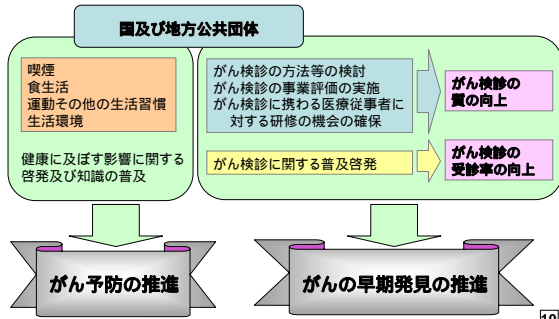 国及び地方公共団体
喫煙
食生活
運動その他の生活習慣
生活環境
健康に及ぼす影響に関する
啓発及び知識の普及
がん検診の方法等の検討
がん検診の事業評価の実施
がん検診に携わる医療従事者に
対する研修の機会の確保
がん検診の
質の向上
がん検診に関する普及啓発
がん検診の
受診率の向上
がん予防の推進
がんの早期発見の推進